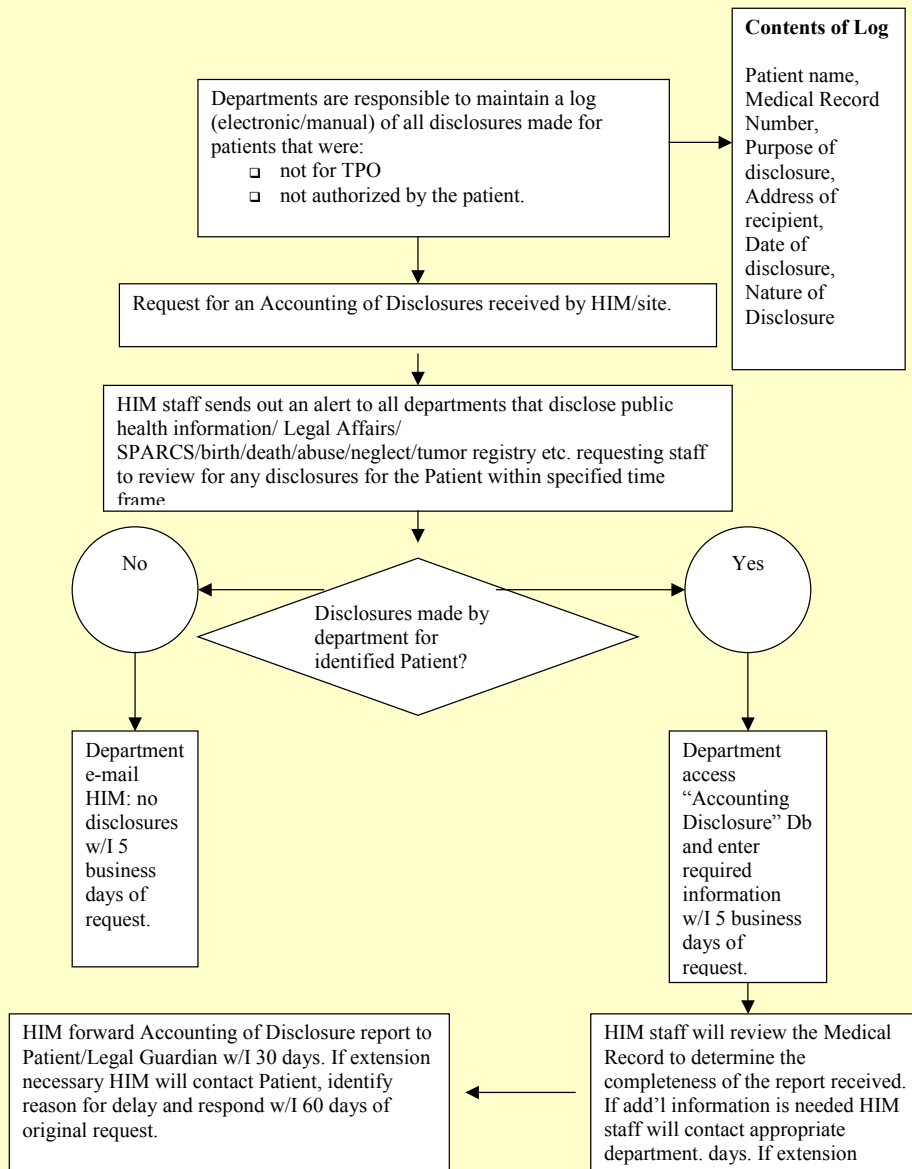 Contents of Log
Patient name,
Medical Record
Number,
Purpose of
disclosure,
Address of
recipient,
Date of
disclosure,
Nature of
Disclosure
Departments are responsible to maintain a log
(electronic/manual) of all disclosures made for
patients that were:
❑ not for TPO
❑ not authorized by the patient.
Request for an Accounting of Disclosures received by HIM/site.
HIM staff sends out an alert to all departments that disclose public
health information/ Legal Affairs/
SPARCS/birth/death/abuse/neglect/tumor registry etc. requesting staff
to review for any disclosures for the Patient within specified time
frame
No
Yes
Disclosures made by
department for
identified Patient?
Department
e-mail
HIM: no
disclosures
w/I 5
business
days of
request.
Department
access
“Accounting
Disclosure” Db
and enter
required
information
w/I 5 business
days of
request.
HIM forward Accounting of Disclosure report to
Patient/Legal Guardian w/I 30 days. If extension
necessary HIM will contact Patient, identify
reason for delay and respond w/I 60 days of
original request.
HIM staff will review the Medical
Record to determine the
completeness of the report received.
If add’l information is needed HIM
staff will contact appropriate
department. days. If extension